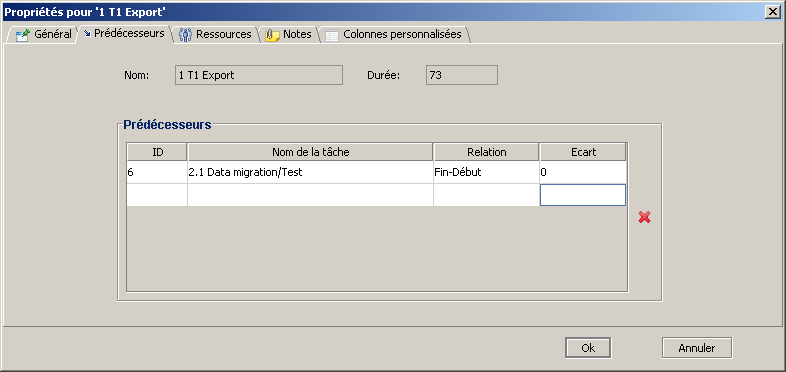 Propriétés pour '1 T1 Export'
Général Prédécesseurs Ressources Notes Colonnes personnalisées
Nom: 1 T1 Export Durée: 73
Prédécesseurs
ID Nom de la tâche Relation Ecart
6 2.1 Data migration/Test Fin-Début 0
Ok Annuler